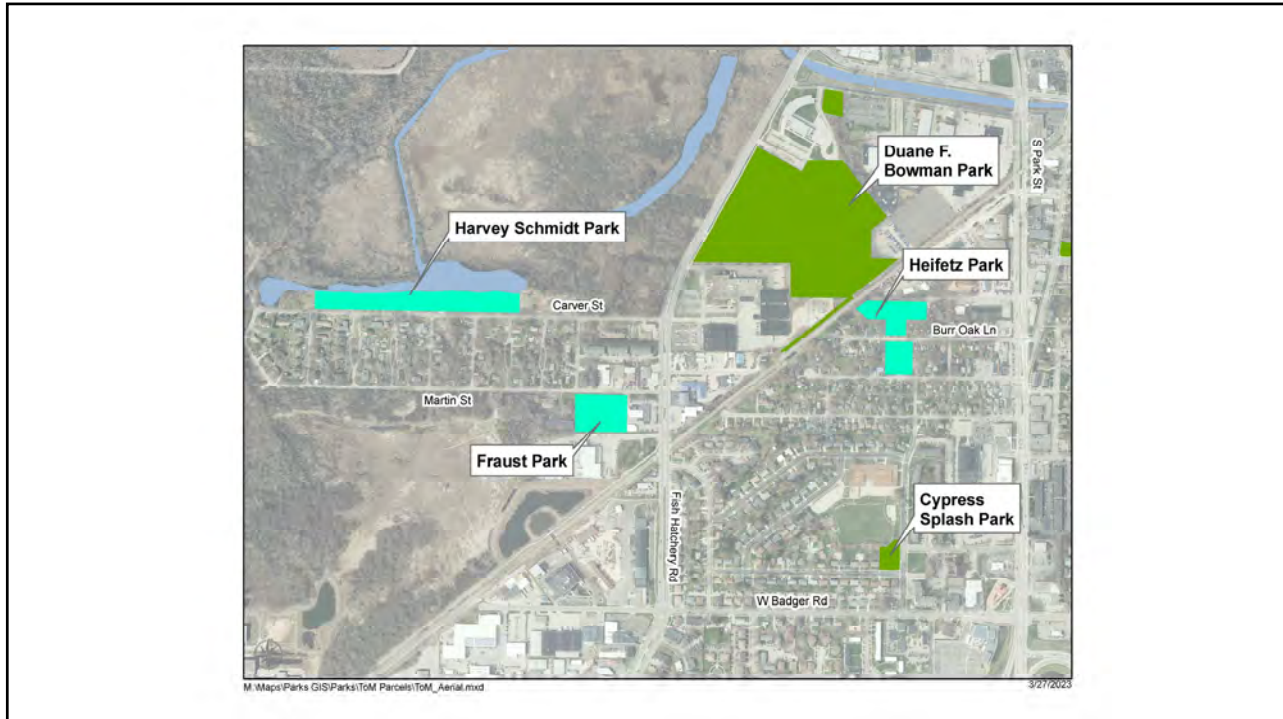 Duane F.
Bowman Park
S Park St
Harvey Schmidt Park
Heifetz Park
Carver St
Burr Oak Ln
Martin St
Fraust Park
Fish Hatchery Rd
Cypress
Splash Park
W Badger Rd
M:\Maps\Parks GIS\Parks\ToM Parcels\ToM_Aerial.mxd
3/27/2023